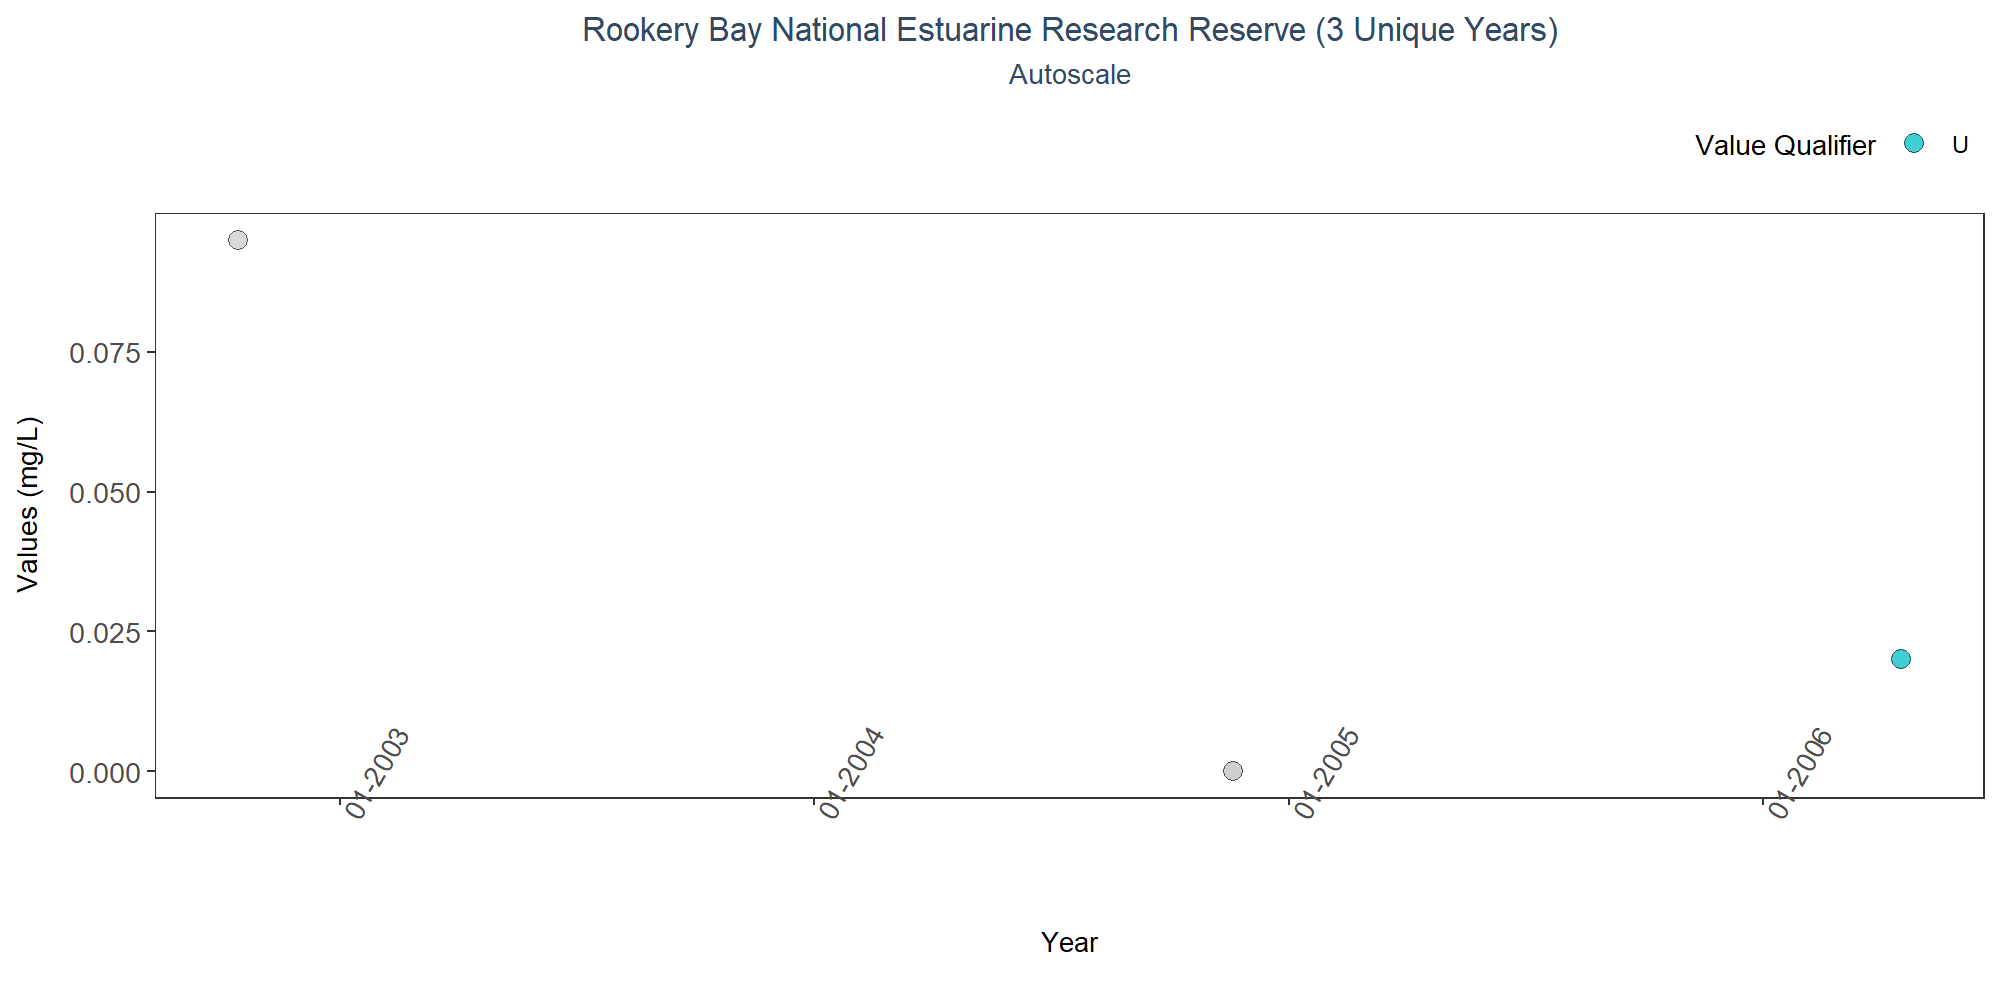 Rookery Bay National Estuarine Research Reserve (3 Unique Years)
Autoscale
Value Qualifier U
Values (mg/L)
0.075
0.050
0.025
0.000
01-2003
01-2004
01-2005
01-2006
Year